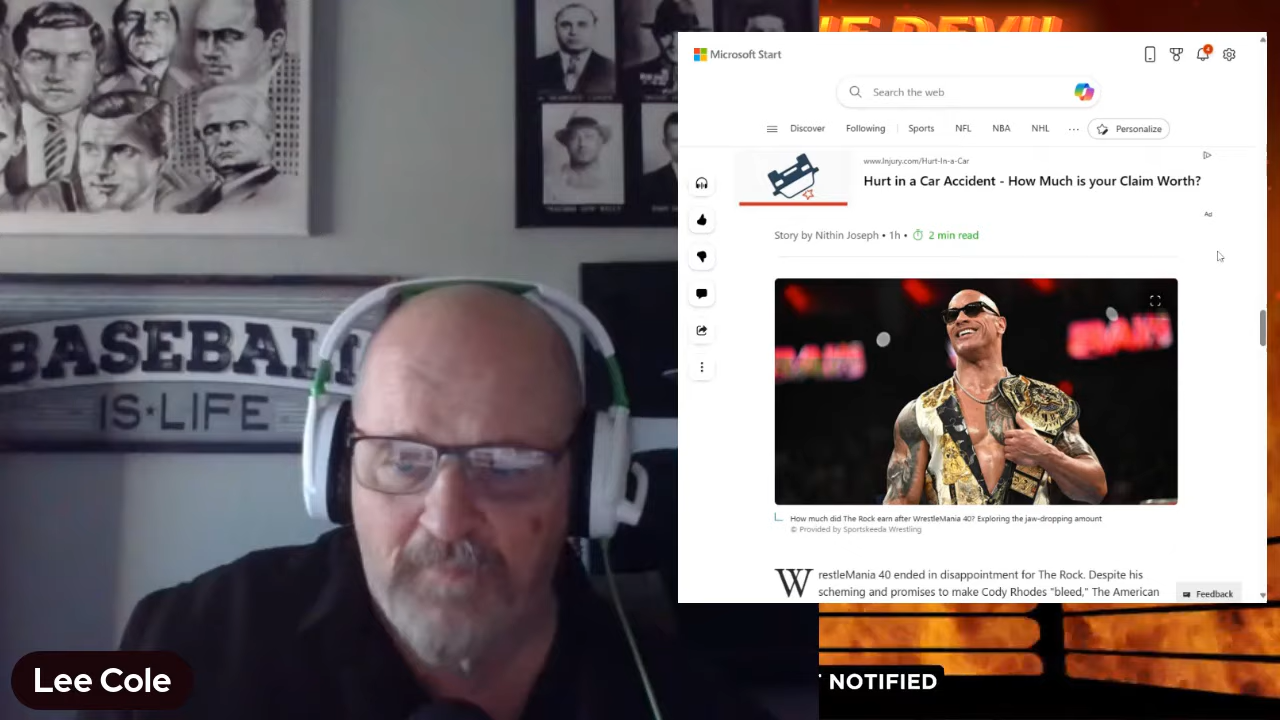 THE DEVIL
Microsoft Start
4
Search the web
Discover
Following
Sports
NFL
NBA
NHL
...
Personalize
www.Injury.com/Hurt-In-a-Car
Hurt in a Car Accident - How Much is your Claim Worth?
Ad
Story by Nithin Joseph • 1h •
2 min read
How much did The Rock earn after WrestleMania 40? Exploring the jaw-dropping amount
© Provided by Sportskeeda Wrestling
WrestleMania 40 ended in disappointment for The Rock. Despite his
scheming and promises to make Cody Rhodes "bleed," The American
Feedback
BASEBALL
IS★LIFE
Lee Cole
NOTIFIED